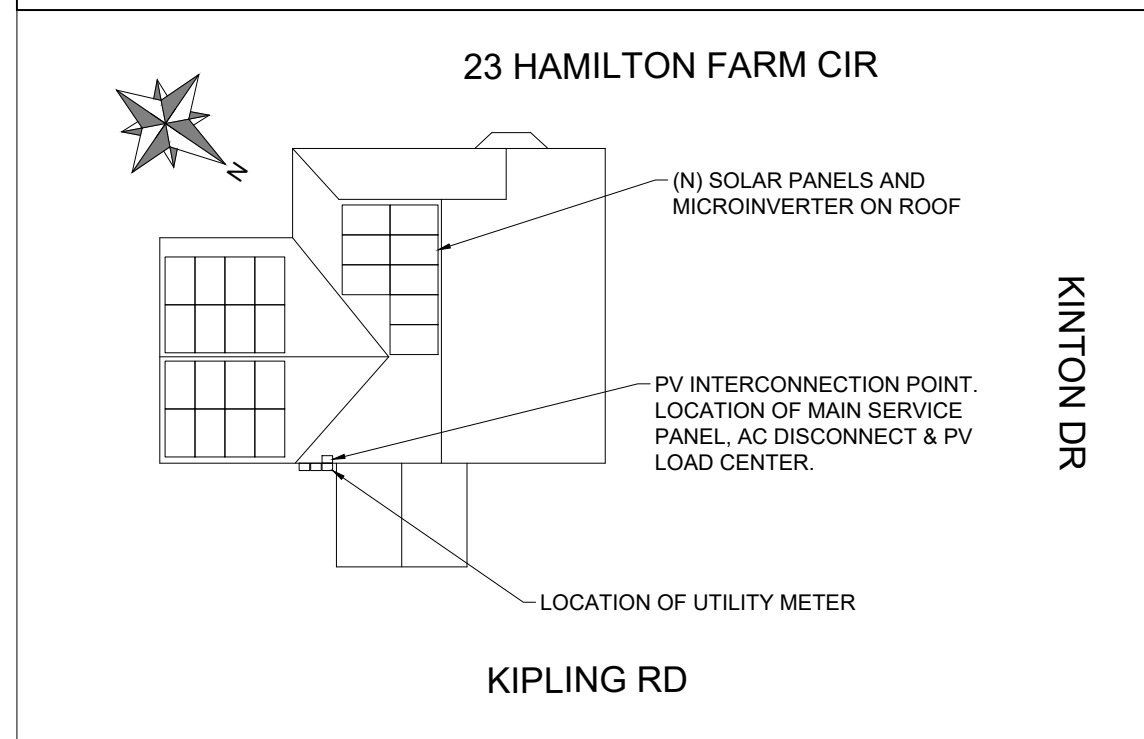 23 HAMILTON FARM CIR
N
(N) SOLAR PANELS AND
MICROINVERTER ON ROOF
KINTON DR
PV INTERCONNECTION POINT.
LOCATION OF MAIN SERVICE
PANEL, AC DISCONNECT & PV
LOAD CENTER.
LOCATION OF UTILITY METER
KIPLING RD